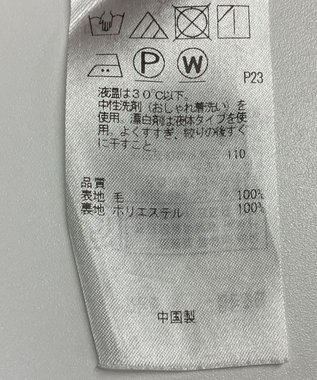 P W
P23
液温は30℃以下、
中性洗剤（おしゃれ着洗い）を
使用。漂白剤は液体タイプを使
用。よくすすぎ、絞りの後すぐ
に干すこと。
110
品質
表地 毛 100%
裏地 ポリエステル 100%
中国製